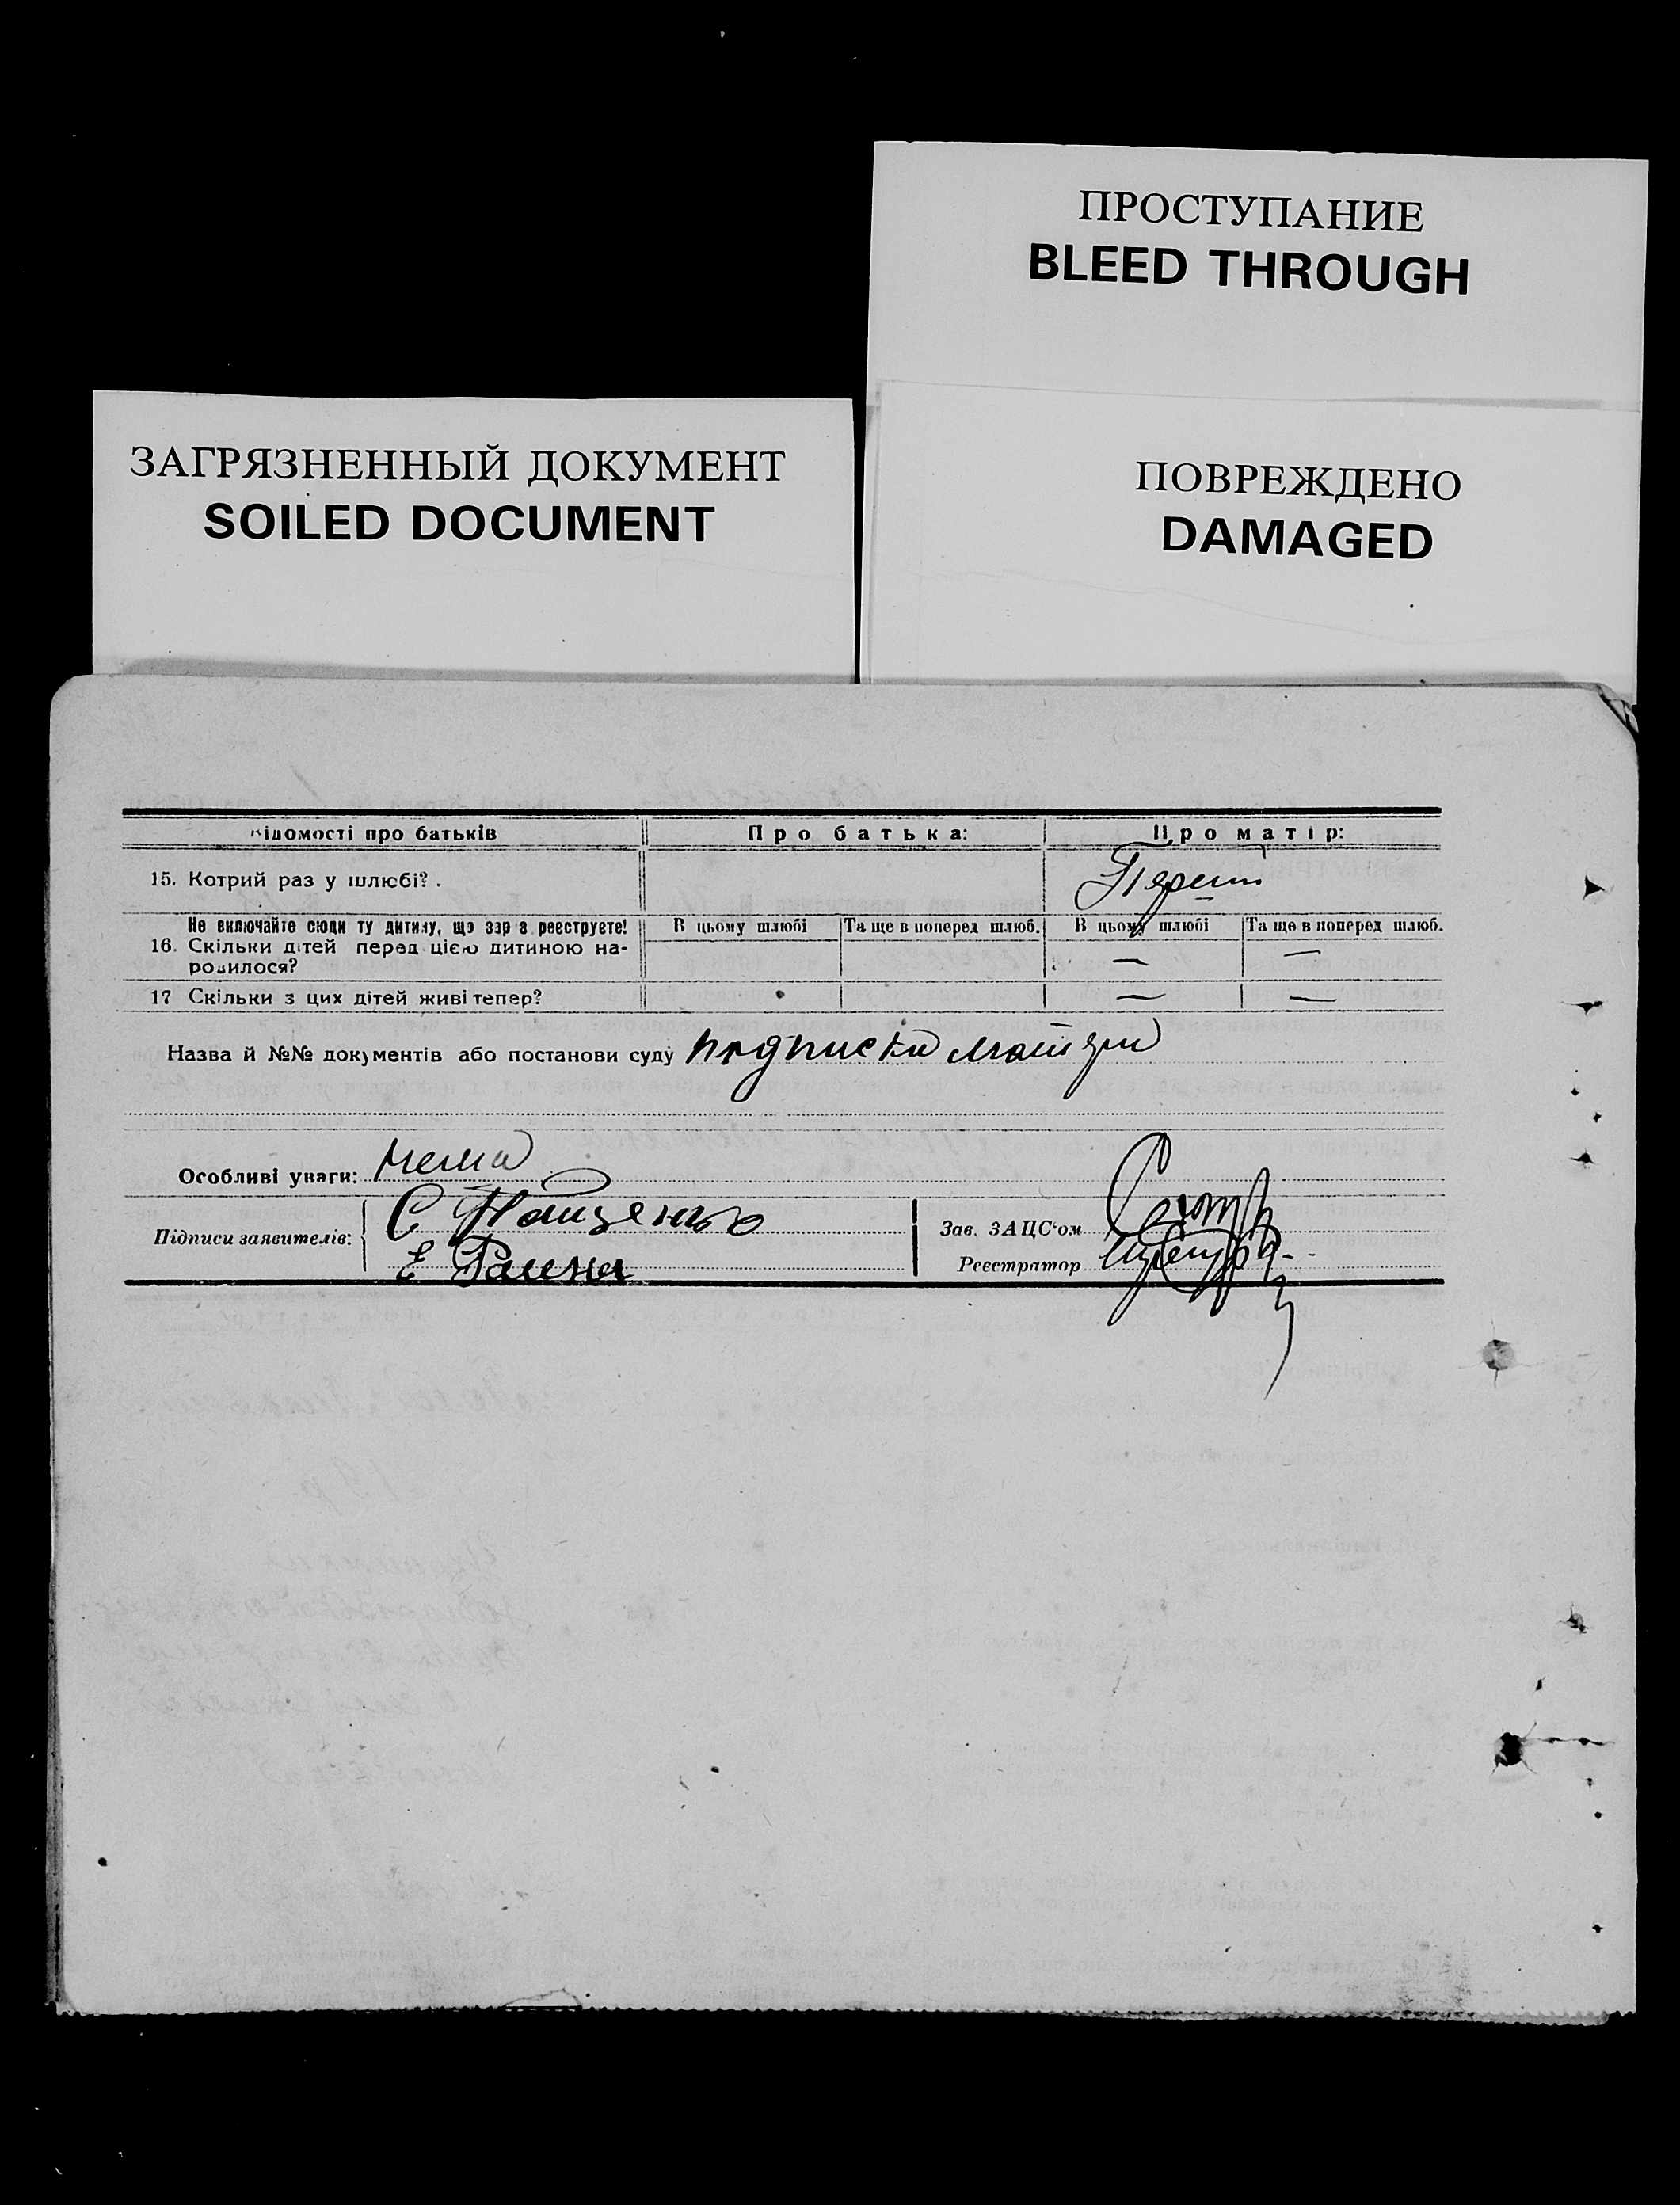 ПРОСТУПАНИЕ
BLEED THROUGH
ЗАГРЯЗНЕННЫЙ ДОКУМЕНТ
SOILED DOCUMENT
ПОВРЕЖДЕНО
DAMAGED
Відомості про батьків Про батька: Про матір:
15. Котрий раз у шлюбі?.
Не включайте сюди ту дитину, що зараз реєструєте! В цьому шлюбі Та ще в поперед шлюб. В цьому шлюбі Та ще в поперед шлюб.
16. Скільки дітей перед цією дитиною на- — —
родилося?
17 Скільки з цих дітей живі тепер? — —
Назва й №№ документів або постанови суду подписка матери
Особливі уваги: нема
Підписи заявителів: С Пащенко Зав. ЗАЦС'ом
Е Реєстратор